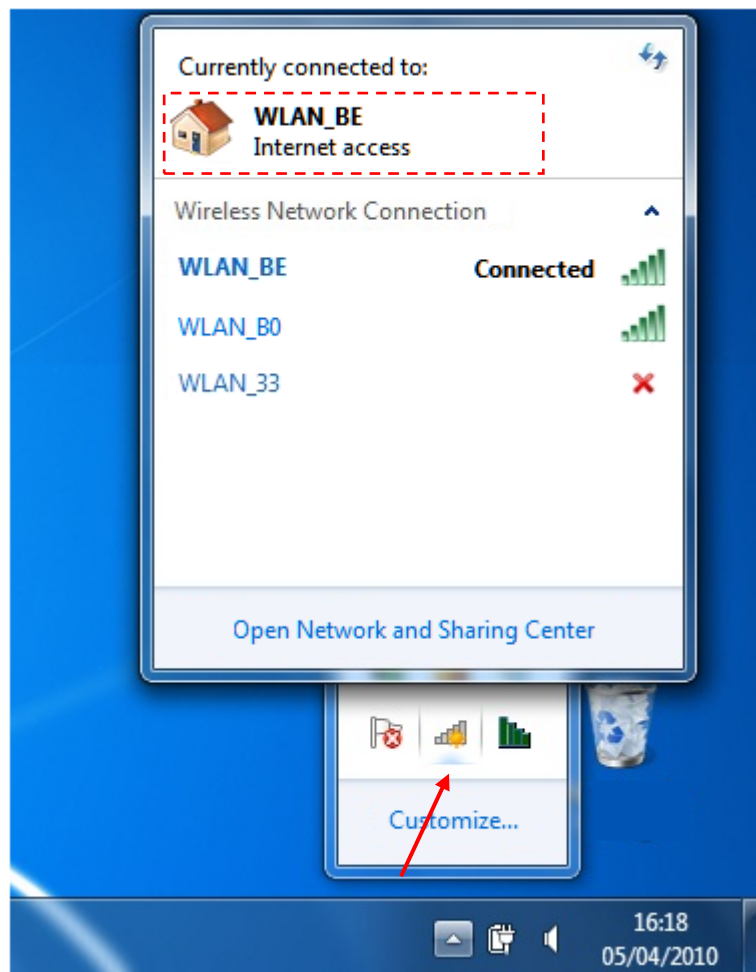 Currently connected to:
WLAN_BE
Internet access
Wireless Network Connection
WLAN_BE Connected
WLAN_B0
WLAN_33
Open Network and Sharing Center
Customize...
16:18
05/04/2010